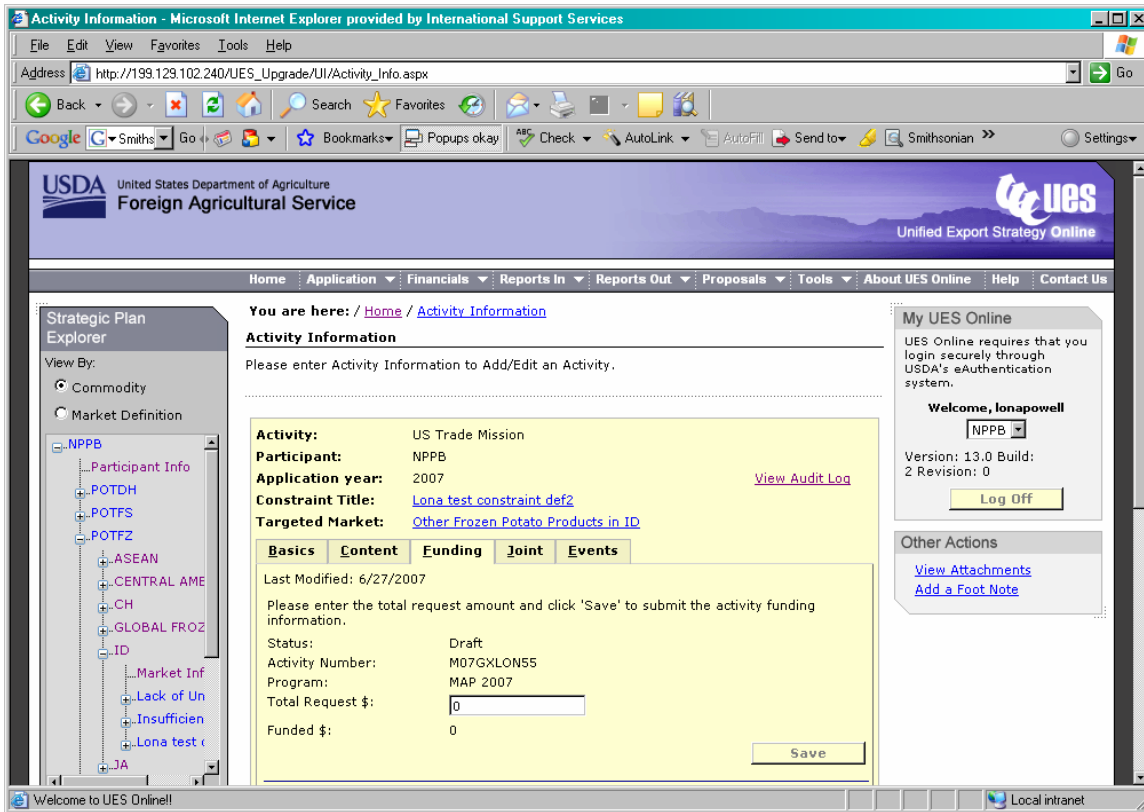 Activity Information - Microsoft Internet Explorer provided by International Support Services
File Edit View Favorites Tools Help
Address http://199.129.102.240/UES_Upgrade/UI/Activity_Info.aspx Go
Back Search Favorites
Google G Smiths Go Bookmarks Popups okay ABC Check AutoLink AutoFill Send to Smithsonian » Settings
USDA United States Department of Agriculture
Foreign Agricultural Service
ues
Unified Export Strategy Online
Home Application Financials Reports In Reports Out Proposals Tools About UES Online Help Contact Us
Strategic Plan
Explorer
View By:
Commodity
Market Definition
NPPB
Participant Info
POTDH
POTFS
POTFZ
ASEAN
CENTRAL AME
CH
GLOBAL FROZ
ID
Market Inf
Lack of Un
Insufficien
Lona test c
JA
You are here: / Home / Activity Information
Activity Information
Please enter Activity Information to Add/Edit an Activity.
Activity: US Trade Mission
Participant: NPPB
Application year: 2007 View Audit Log
Constraint Title: Lona test constraint def2
Targeted Market: Other Frozen Potato Products in ID
Basics Content Funding Joint Events
Last Modified: 6/27/2007
Please enter the total request amount and click 'Save' to submit the activity funding
information.
Status: Draft
Activity Number: M07GXLON55
Program: MAP 2007
Total Request $: 0
Funded $: 0
Save
My UES Online
UES Online requires that you
login securely through
USDA's eAuthentication
system.
Welcome, lonapowell
NPPB
Version: 13.0 Build:
2 Revision: 0
Log Off
Other Actions
View Attachments
Add a Foot Note
Welcome to UES Online!! Local intranet